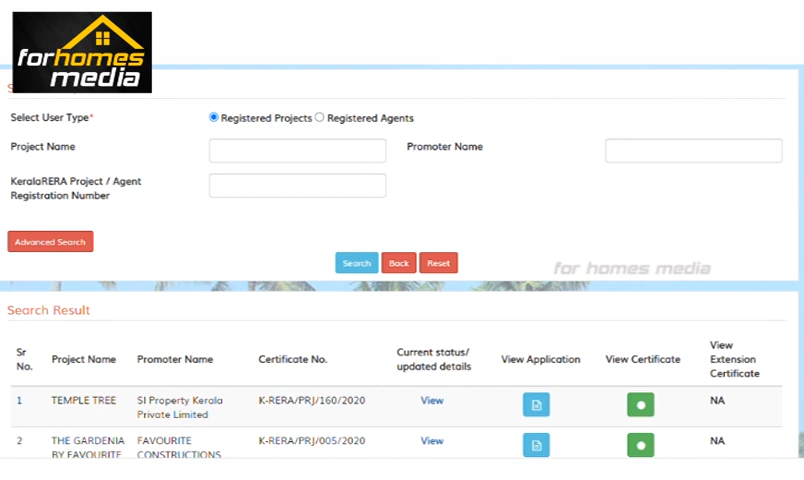 forhomes
media
Select User Type*
Registered Projects Registered Agents
Project Name
Promoter Name
KeralaRERA Project / Agent
Registration Number
Advanced Search
Search Back Reset
for homes media
Search Result
Sr
No.
Project Name
Promoter Name
Certificate No.
Current status/
updated details
View Application
View Certificate
View
Extension
Certificate
1 TEMPLE TREE SI Property Kerala K-RERA/PRJ/160/2020 View NA
Private Limited
2 THE GARDENIA FAVOURITE K-RERA/PRJ/005/2020 View NA
BY FAVOURITE CONSTRUCTIONS